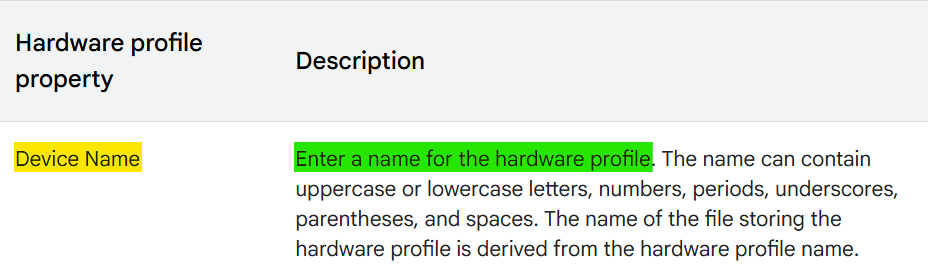 Hardware profile
property
Description
Device Name
Enter a name for the hardware profile. The name can contain
uppercase or lowercase letters, numbers, periods, underscores,
parentheses, and spaces. The name of the file storing the
hardware profile is derived from the hardware profile name.